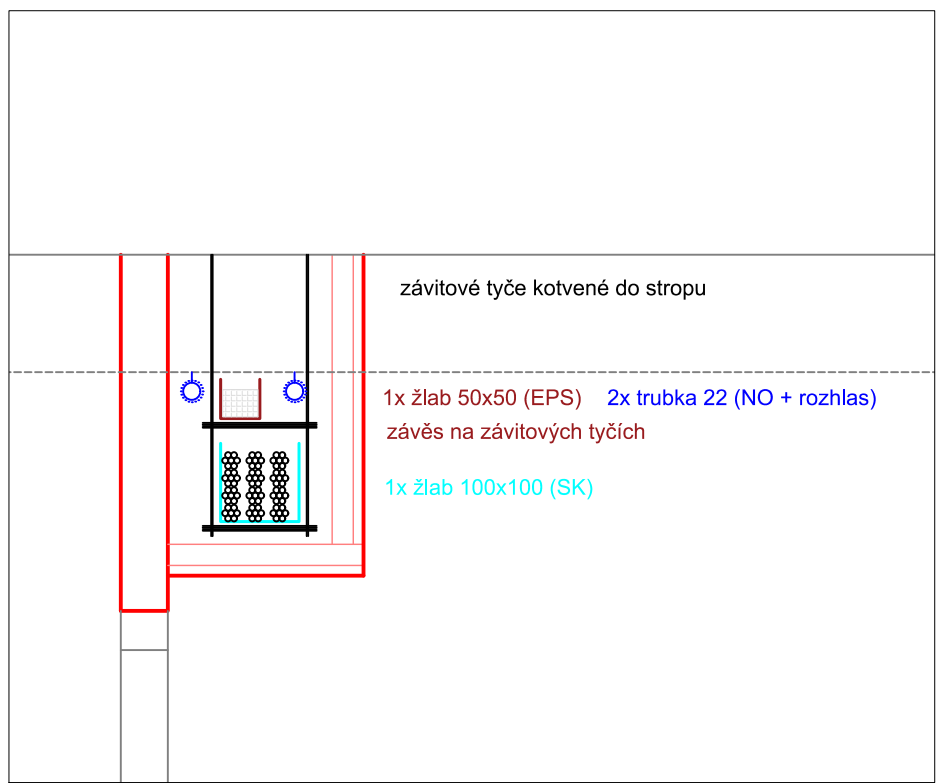 závitové tyče kotvené do stropu
1x žlab 50x50 (EPS) 2x trubka 22 (NO + rozhlas)
závěs na závitových tyčích
1x žlab 100x100 (SK)